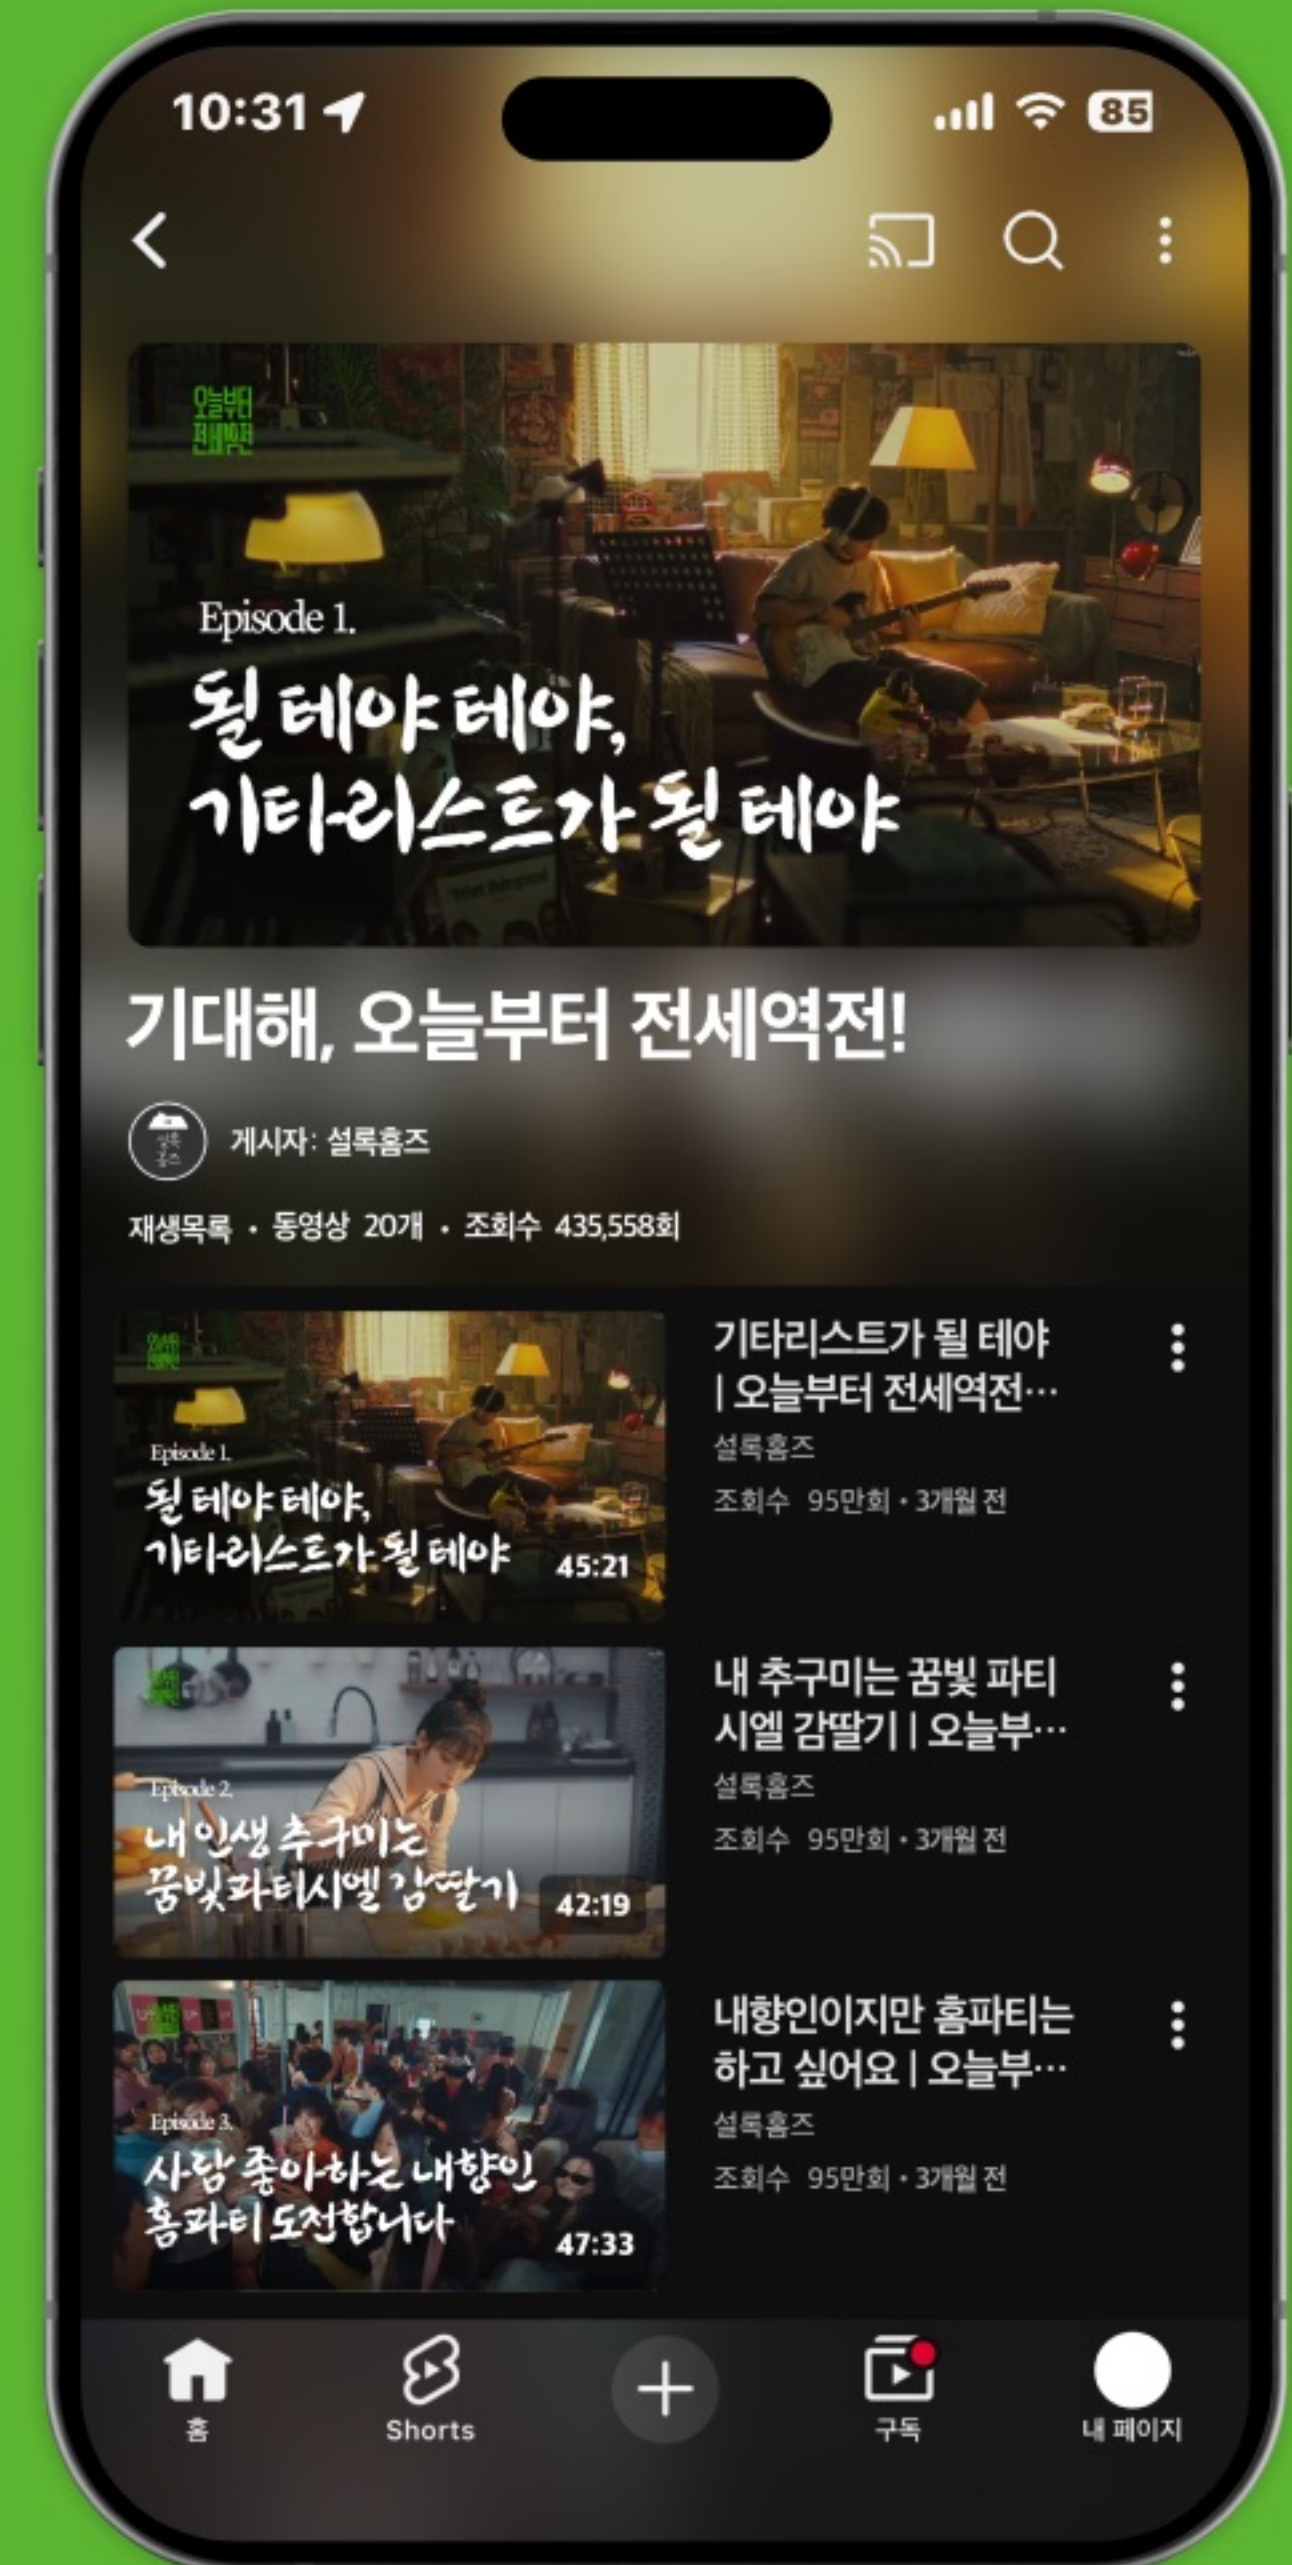 10:31
85
오늘부터
전세역전
Episode 1.
될 테야 테야,
기타리스트가 될 테야
기대해, 오늘부터 전세역전!
설록
홈즈
게시자: 설록홈즈
재생목록 • 동영상 20개 • 조회수 435,558회
Episode 1.
될 테야 테야,
기타리스트가 될 테야
45:21
기타리스트가 될 테야
| 오늘부터 전세역전…
설록홈즈
조회수 95만회 • 3개월 전
Episode 2.
내 인생 추구미는
꿈빛 파티시엘 감딸기
42:19
내 추구미는 꿈빛 파티
시엘 감딸기 | 오늘부…
설록홈즈
조회수 95만회 • 3개월 전
Episode 3.
사람 좋아하는 내향인
홈파티 도전합니다
47:33
내향인이지만 홈파티는
하고 싶어요 | 오늘부…
설록홈즈
조회수 95만회 • 3개월 전
홈
Shorts
구독
내 페이지